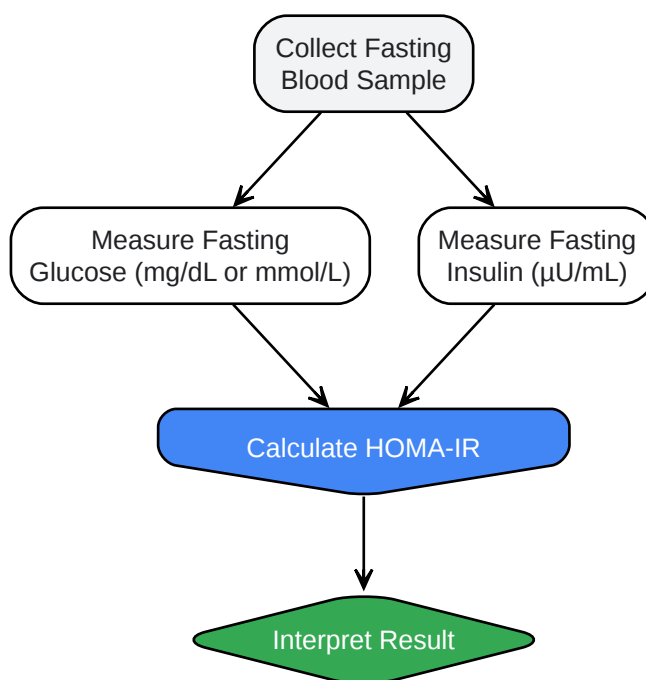 Collect Fasting
Blood Sample
Measure Fasting
Glucose (mg/dL or mmol/L)
Measure Fasting
Insulin (µU/mL)
Calculate HOMA-IR
Interpret Result